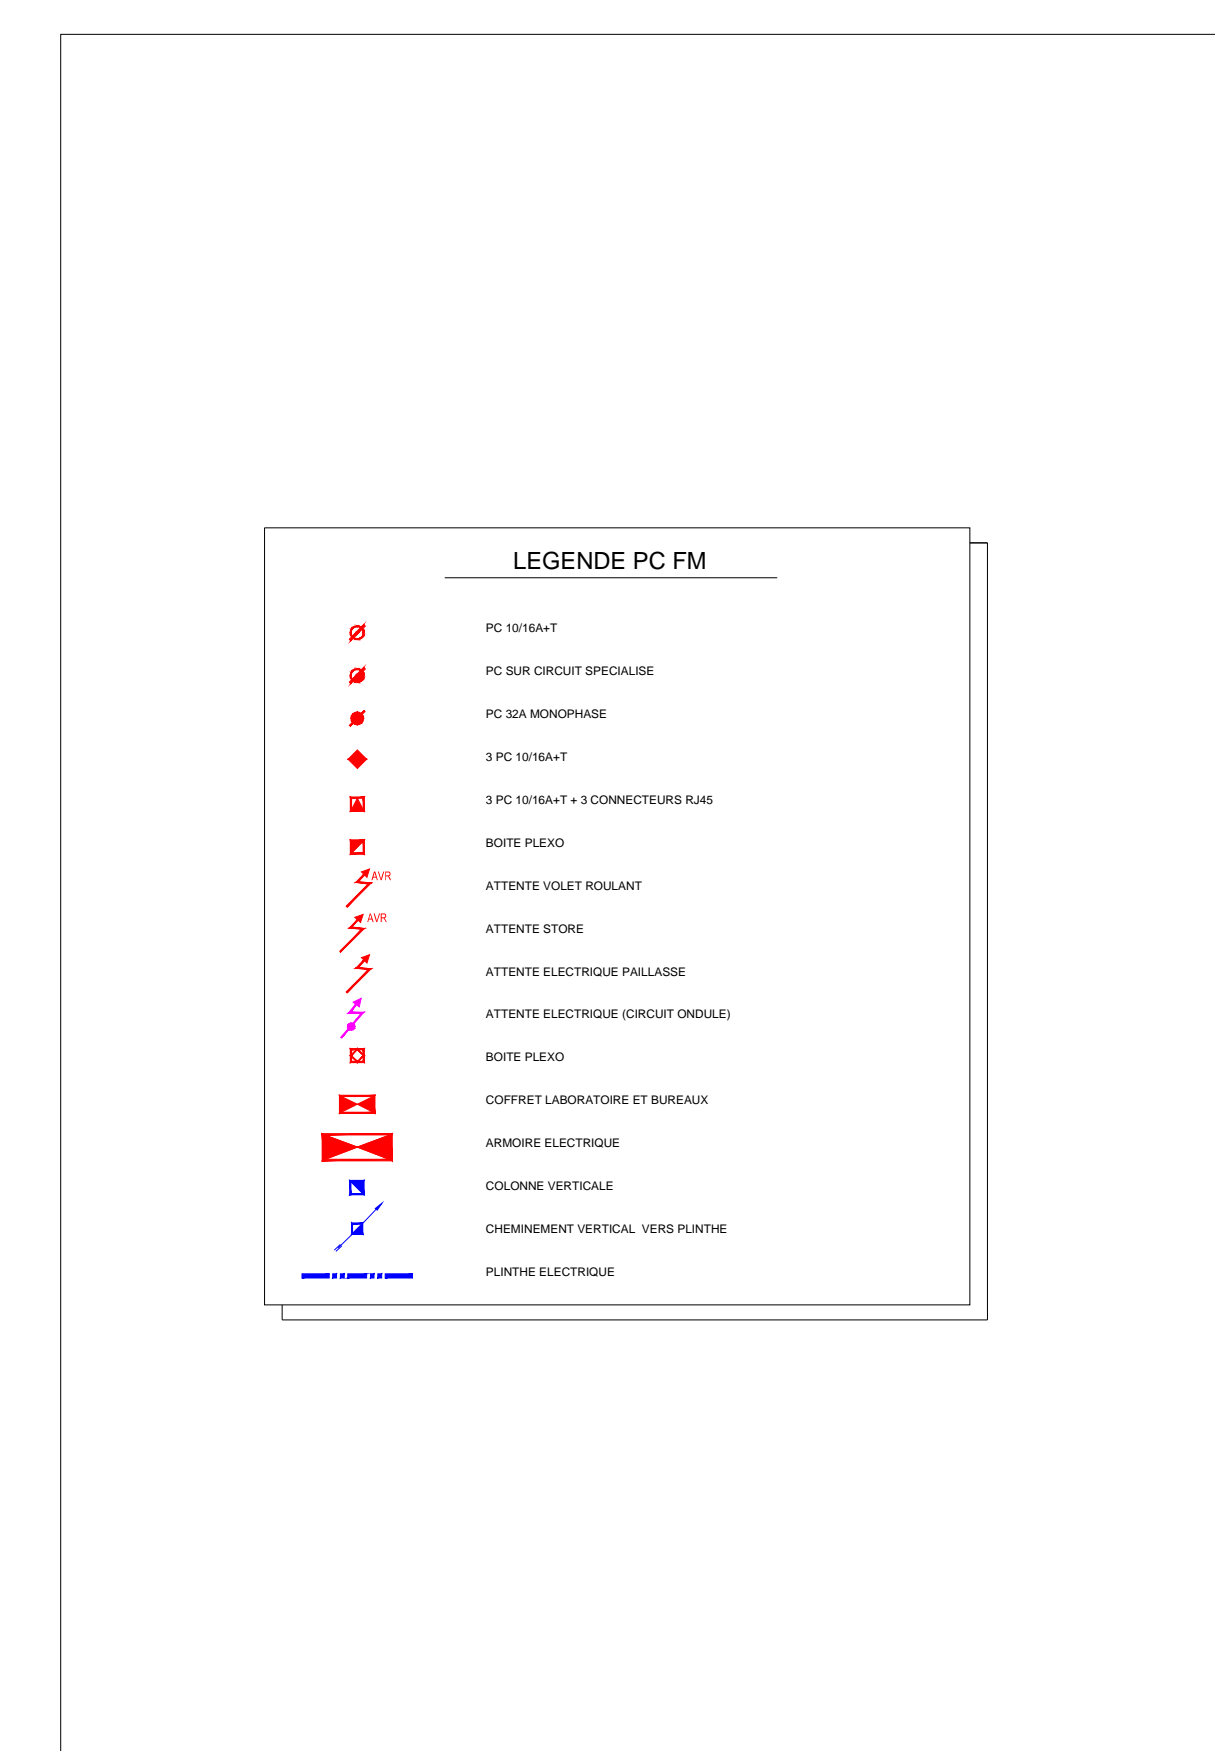 LEGENDE PC FM
PC 10/16A+T
PC SUR CIRCUIT SPECIALISE
PC 32A MONOPHASE
3 PC 10/16A+T
3 PC 10/16A+T + 3 CONNECTEURS RJ45
BOITE PLEXO
AVR ATTENTE VOLET ROULANT
AVR ATTENTE STORE
ATTENTE ELECTRIQUE PAILLASSE
ATTENTE ELECTRIQUE (CIRCUIT ONDULE)
BOITE PLEXO
COFFRET LABORATOIRE ET BUREAUX
ARMOIRE ELECTRIQUE
COLONNE VERTICALE
CHEMINEMENT VERTICAL VERS PLINTHE
PLINTHE ELECTRIQUE